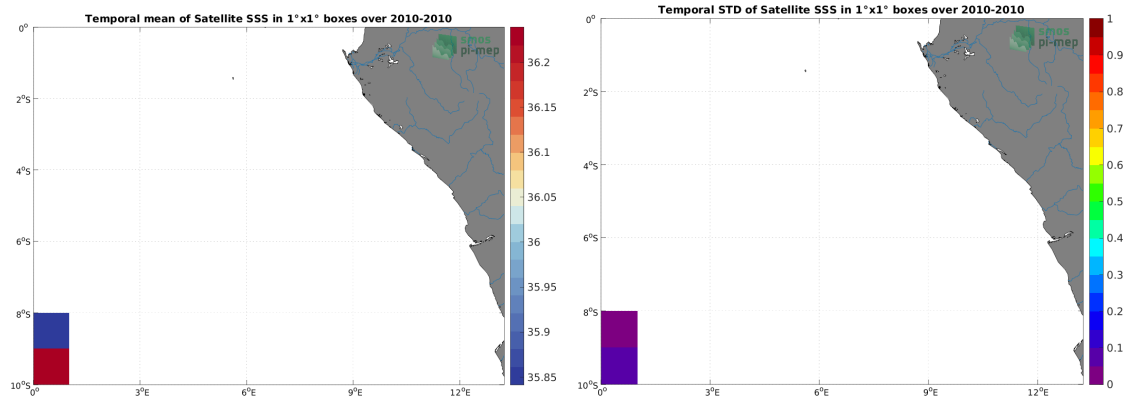 Temporal mean of Satellite SSS in 1°x1° boxes over 2010-2010
0°
2°S
4°S
6°S
8°S
10°S
0°
3°E
6°E
9°E
12°E
smos
pi-mep
36.2
36.15
36.1
36.05
36
35.95
35.9
35.85
Temporal STD of Satellite SSS in 1°x1° boxes over 2010-2010
0°
2°S
4°S
6°S
8°S
10°S
0°
3°E
6°E
9°E
12°E
smos
pi-mep
1
0.9
0.8
0.7
0.6
0.5
0.4
0.3
0.2
0.1
0